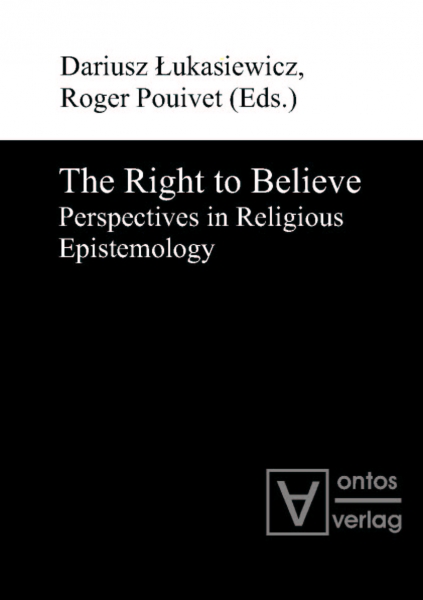 Dariusz Łukasiewicz,
Roger Pouivet (Eds.)
The Right to Believe
Perspectives in Religious
Epistemology
ontos
verlag